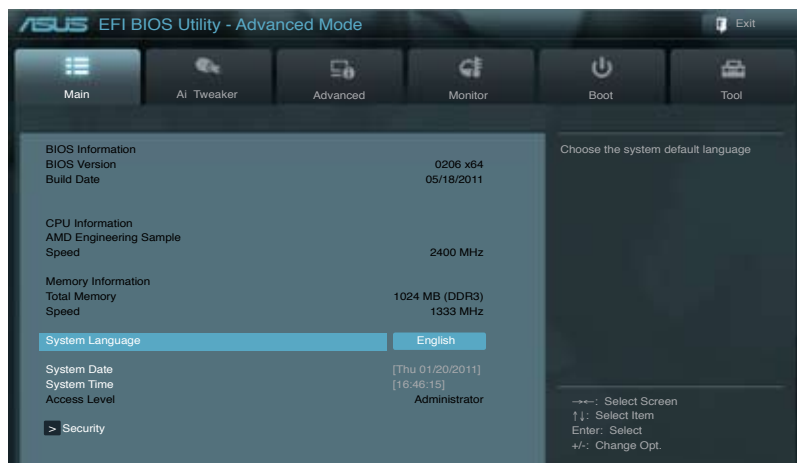 ASUS EFI BIOS Utility - Advanced Mode
Exit
Main
Ai Tweaker
Advanced
Monitor
Boot
Tool
BIOS Information
BIOS Version 0206 x64
Build Date 05/18/2011
CPU Information
AMD Engineering Sample
Speed 2400 MHz
Memory Information
Total Memory 1024 MB (DDR3)
Speed 1333 MHz
System Language English
System Date [Thu 01/20/2011]
System Time [16:46:15]
Access Level Administrator
> Security
Choose the system default language
→←: Select Screen
↑↓: Select Item
Enter: Select
+/-: Change Opt.